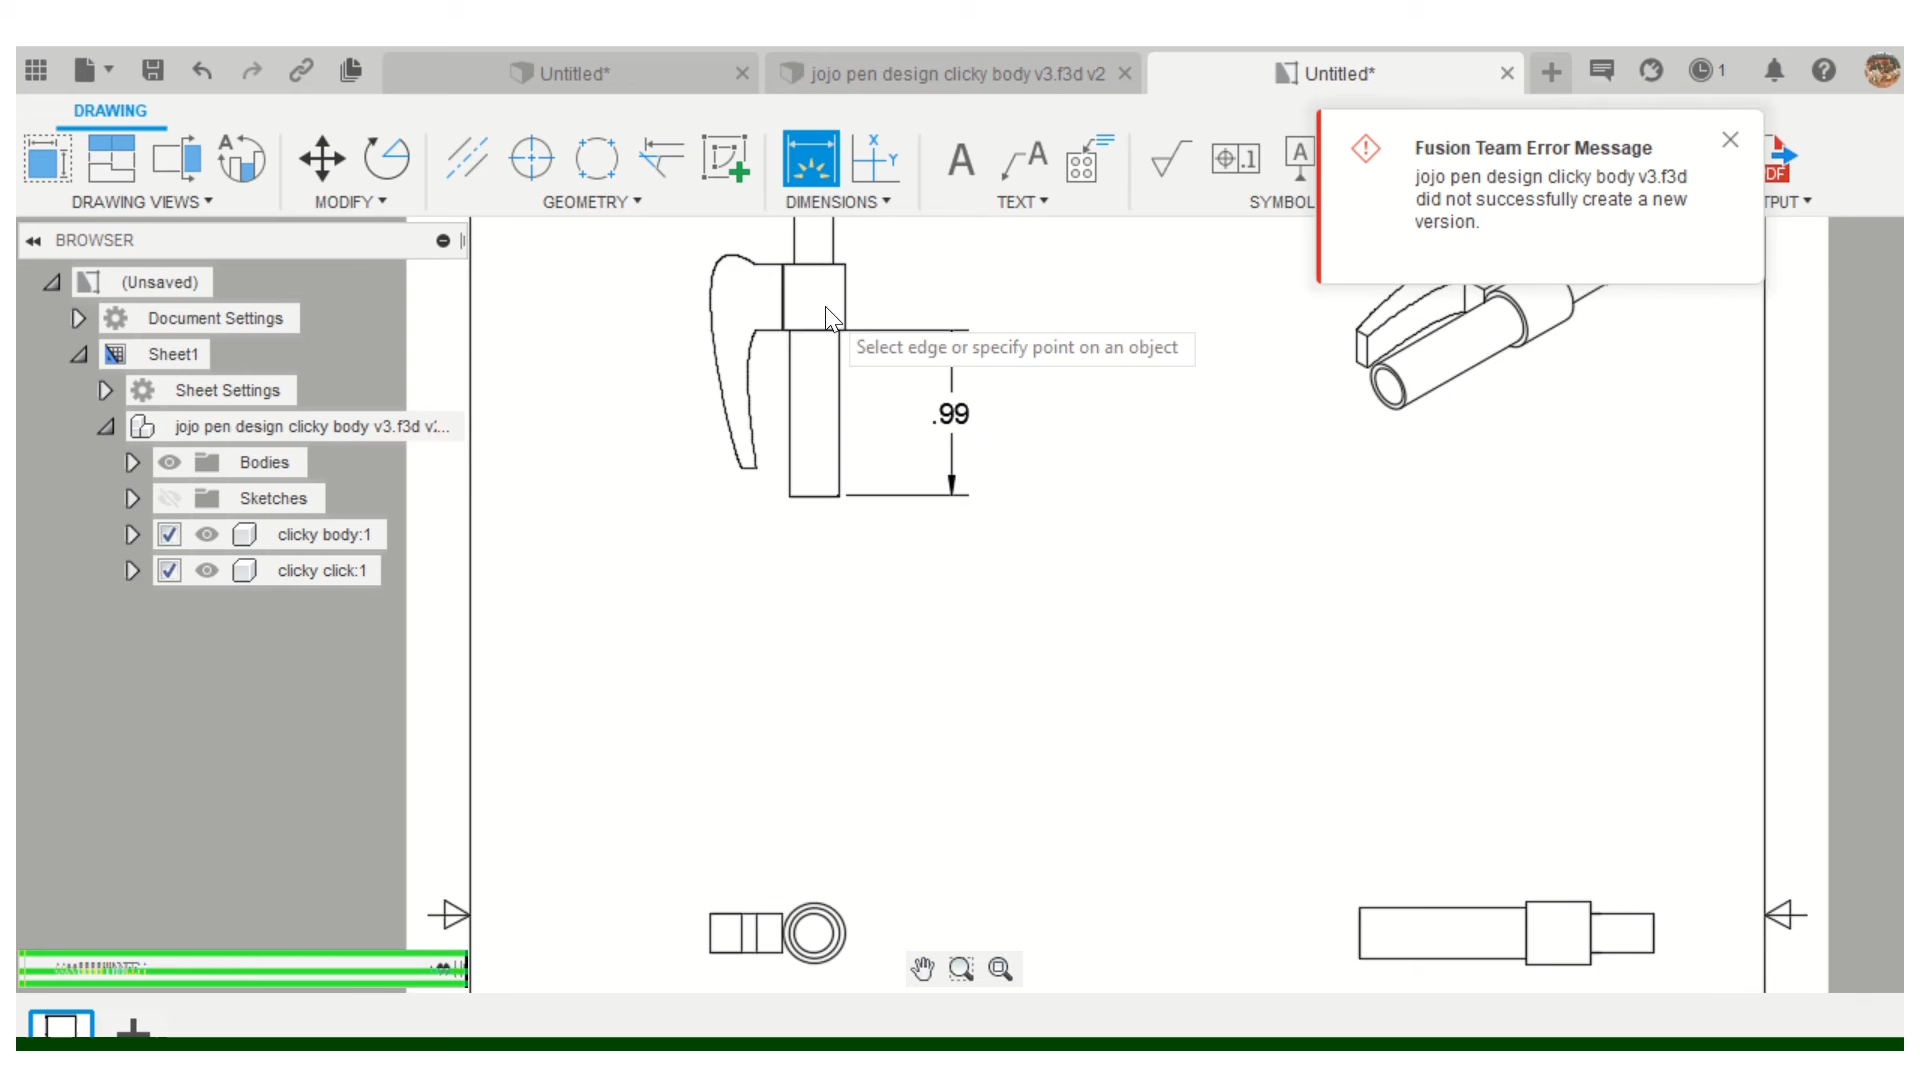 Untitled*
jojo pen design clicky body v3.f3d v2
Untitled*
1
DRAWING
Fusion Team Error Message
jojo pen design clicky body v3.f3d
did not successfully create a new
version.
DRAWING VIEWS
MODIFY
GEOMETRY
DIMENSIONS
TEXT
SYMBOL
TPUT
BROWSER
(Unsaved)
Document Settings
Sheet1
Sheet Settings
jojo pen design clicky body v3.f3d v...
Bodies
Sketches
clicky body:1
clicky click:1
Select edge or specify point on an object
.99